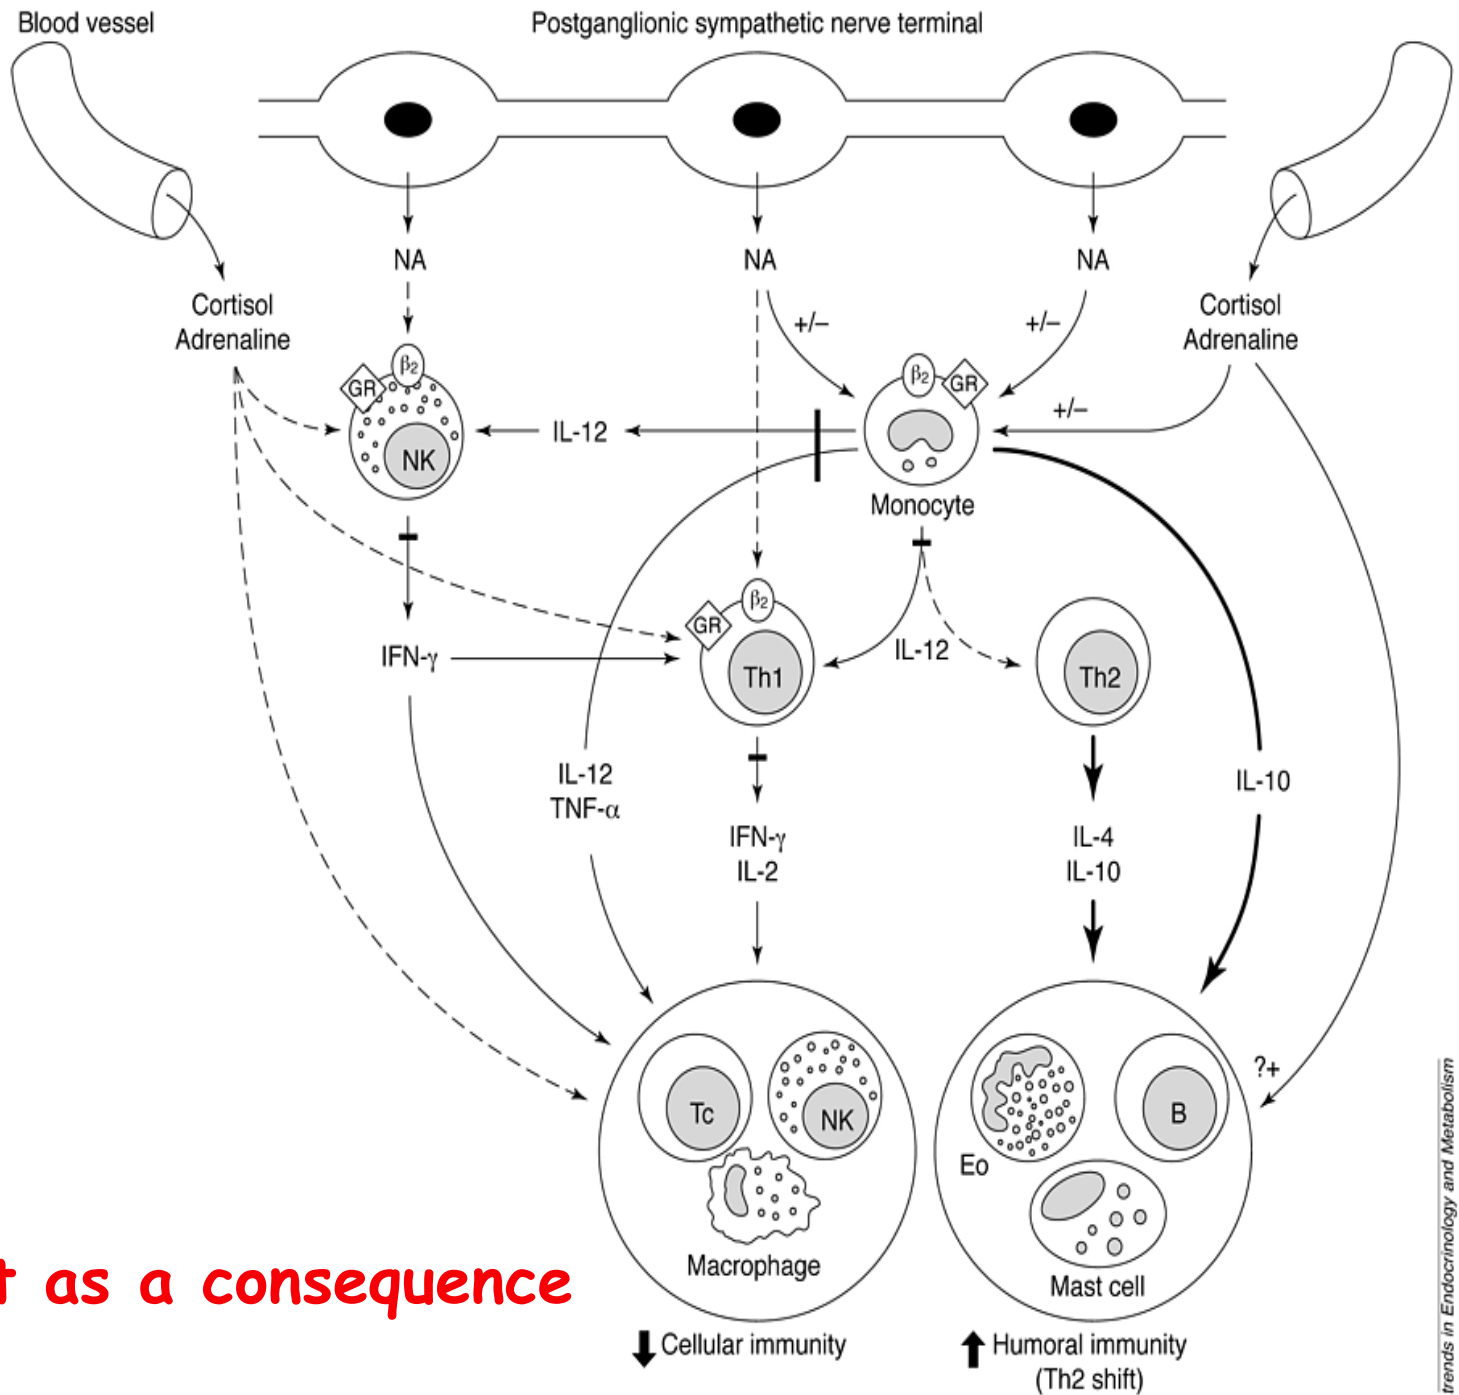 Blood vessel
Postganglionic sympathetic nerve terminal
NA
NA
NA
Cortisol
Adrenaline
Cortisol
Adrenaline
+/–
+/–
+/–
β2
GR
NK
IL-12
β2
GR
Monocyte
IFN-γ
GR
β2
Th1
IL-12
Th2
IL-12
TNF-α
IFN-γ
IL-2
IL-4
IL-10
IL-10
?+
Tc
NK
Macrophage
Eo
B
Mast cell
t as a consequence
Cellular immunity
Humoral immunity
(Th2 shift)
trends in Endocrinology and Metabolism